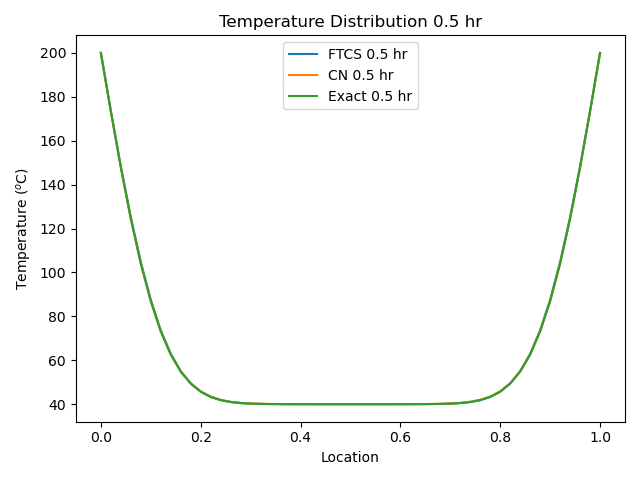 Temperature Distribution 0.5 hr
FTCS 0.5 hr
CN 0.5 hr
Exact 0.5 hr
Temperature (°C)
200
180
160
140
120
100
80
60
40
0.0 0.2 0.4 0.6 0.8 1.0
Location